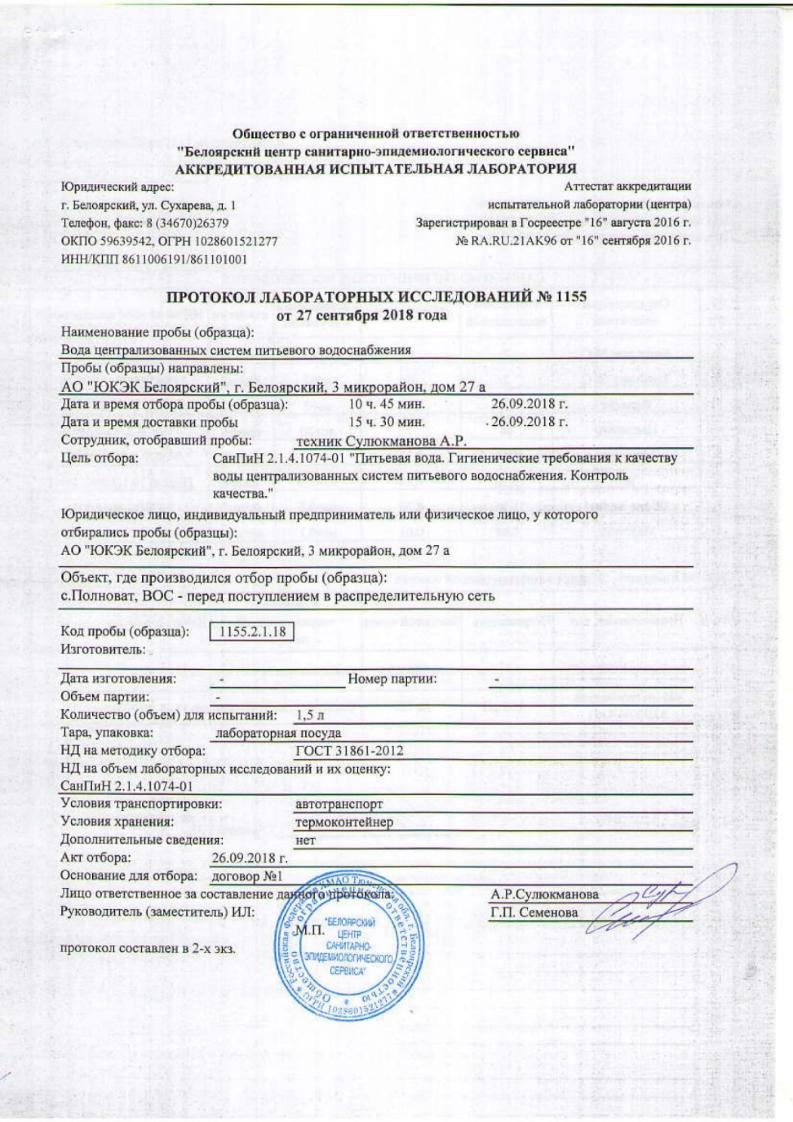 Общество с ограниченной ответственностью
"Белоярский центр санитарно-эпидемиологического сервиса"
АККРЕДИТОВАННАЯ ИСПЫТАТЕЛЬНАЯ ЛАБОРАТОРИЯ
Юридический адрес: Аттестат аккредитации
г. Белоярский, ул. Сухарева, д. 1 испытательной лаборатории (центра)
Телефон, факс: 8 (34670)26379 Зарегистрирован в Госреестре "16" августа 2016 г.
ОКПО 59639542, ОГРН 1028601521277 № RA.RU.21АК96 от "16" сентября 2016 г.
ИНН/КПП 8611006191/861101001
ПРОТОКОЛ ЛАБОРАТОРНЫХ ИССЛЕДОВАНИЙ № 1155
от 27 сентября 2018 года
Наименование пробы (образца):
Вода централизованных систем питьевого водоснабжения
Пробы (образцы) направлены:
АО "ЮКЭК Белоярский", г. Белоярский, 3 микрорайон, дом 27 а
Дата и время отбора пробы (образца): 10 ч. 45 мин. 26.09.2018 г.
Дата и время доставки пробы 15 ч. 30 мин. 26.09.2018 г.
Сотрудник, отобравший пробы: техник Сулюкманова А.Р.
Цель отбора: СанПиН 2.1.4.1074-01 "Питьевая вода. Гигиенические требования к качеству
воды централизованных систем питьевого водоснабжения. Контроль
качества."
Юридическое лицо, индивидуальный предприниматель или физическое лицо, у которого
отбирались пробы (образцы):
АО "ЮКЭК Белоярский", г. Белоярский, 3 микрорайон, дом 27 а
Объект, где производился отбор пробы (образца):
с.Полноват, ВОС - перед поступлением в распределительную сеть
Код пробы (образца): 1155.2.1.18
Изготовитель:
Дата изготовления: - Номер партии: -
Объем партии: -
Количество (объем) для испытаний: 1,5 л
Тара, упаковка: лабораторная посуда
НД на методику отбора: ГОСТ 31861-2012
НД на объем лабораторных исследований и их оценку:
СанПиН 2.1.4.1074-01
Условия транспортировки: автотранспорт
Условия хранения: термоконтейнер
Дополнительные сведения: нет
Акт отбора: 26.09.2018 г.
Основание для отбора: договор №1
Лицо ответственное за составление данного протокола: А.Р.Сулюкманова
Руководитель (заместитель) ИЛ: Г.П. Семенова
М.П.
"БЕЛОЯРСКИЙ
ЦЕНТР
САНИТАРНО-
ЭПИДЕМИОЛОГИЧЕСКОГО
СЕРВИСА"
Общество с ограниченной ответственностью
ОГРН 1028601521277
протокол составлен в 2-х экз.